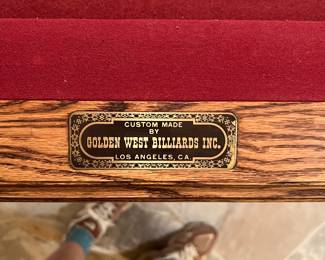 CUSTOM MADE
BY
GOLDEN WEST BILLIARDS INC.
LOS ANGELES, CA.